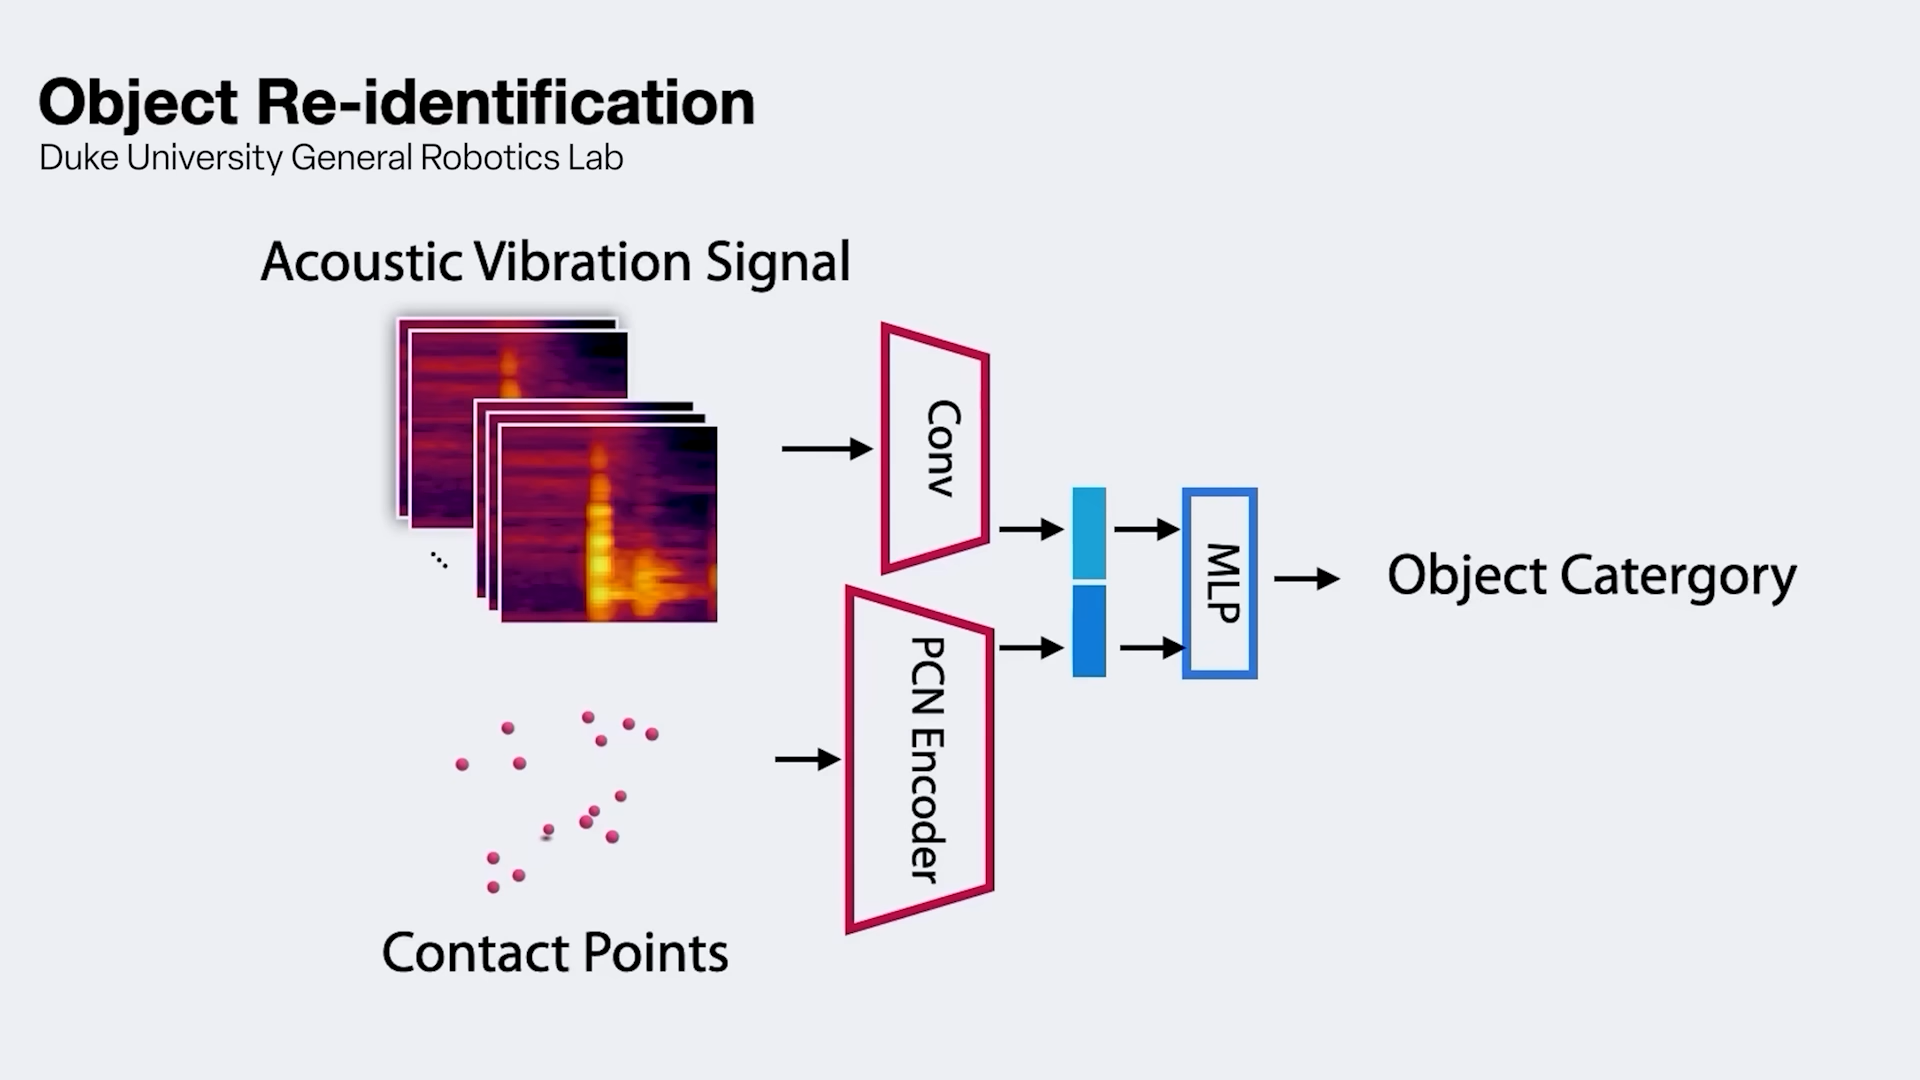 Object Re-identification
Duke University General Robotics Lab
Acoustic Vibration Signal
Conv
MLP
Object Catergory
PCN Encoder
Contact Points